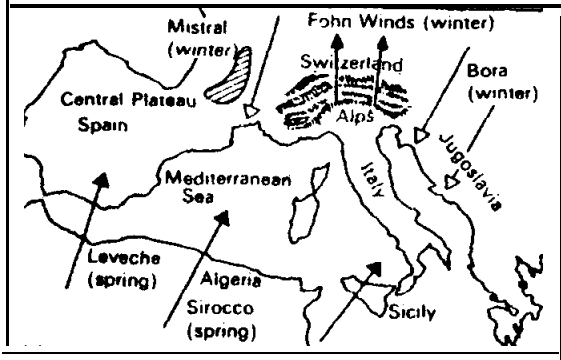 Mistral
(winter)
Fohn Winds (winter)
Switzerland
Bora
(winter)
Central Plateau
Spain
Alps
Jugoslavia
Mediterranean
Sea
Italy
Leveche
(spring)
Algeria
Sirocco
(spring)
Sicily